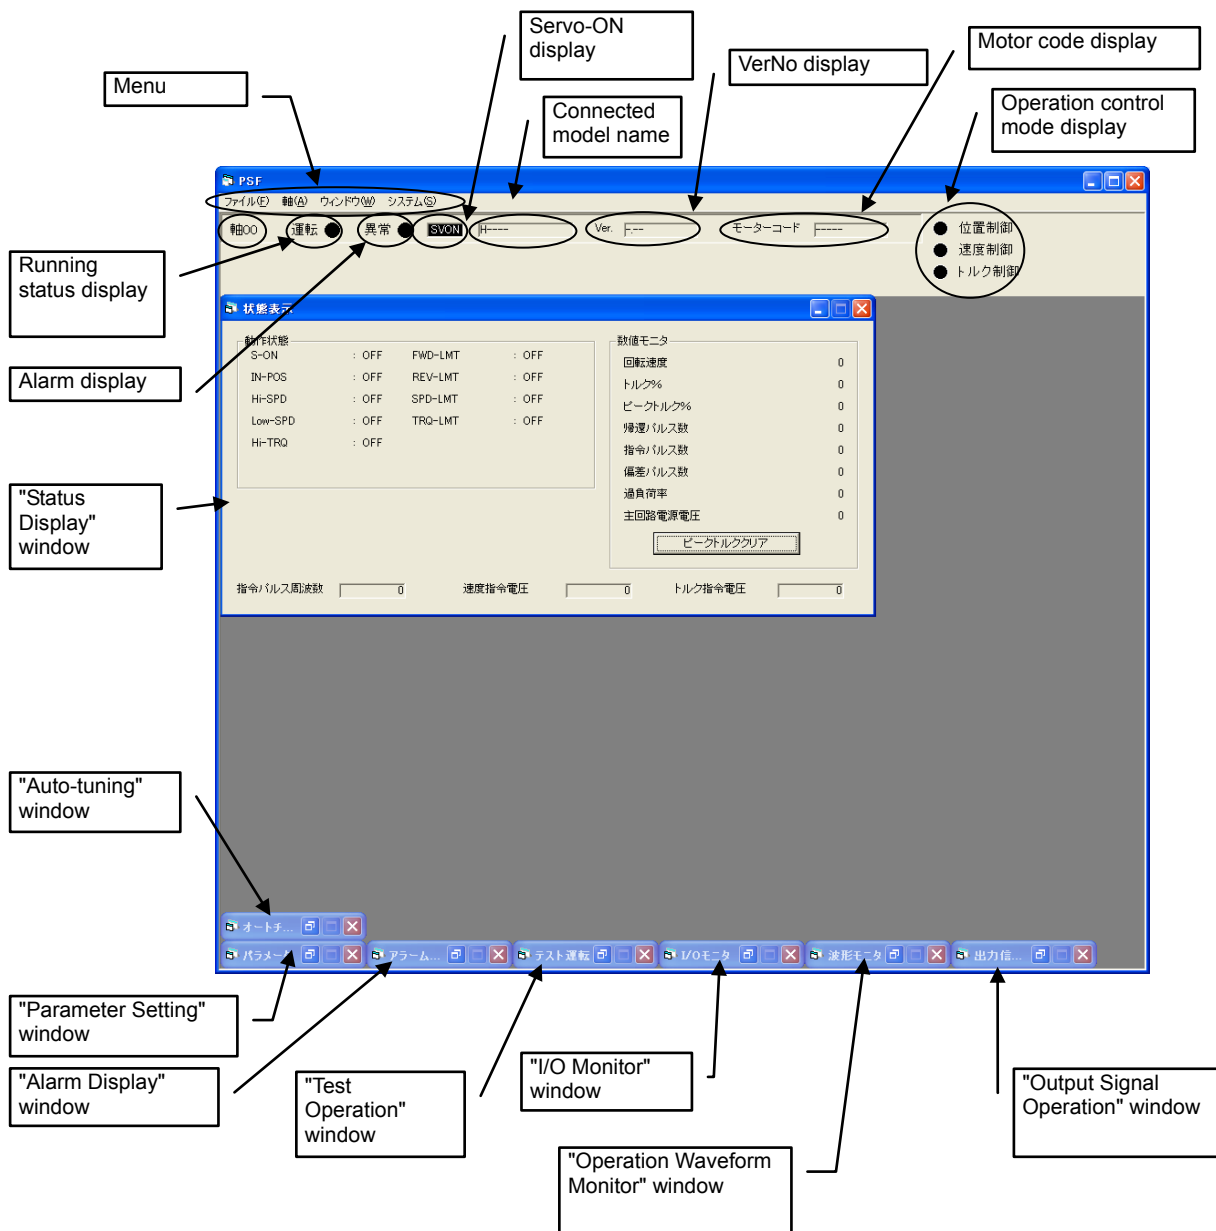 Servo-ON
display
Motor code display
VerNo display
Menu
Connected
model name
Operation control
mode display
PSF
ファイル(F) 軸(A) ウィンドウ(W) システム(S)
軸00 運転 異常 SVON H---- Ver. -.-- モーターコード -----
位置制御
速度制御
トルク制御
Running
status display
Alarm display
状態表示
動作状態
S-ON : OFF FWD-LMT : OFF
IN-POS : OFF REV-LMT : OFF
Hi-SPD : OFF SPD-LMT : OFF
Low-SPD : OFF TRQ-LMT : OFF
Hi-TRQ : OFF
数値モニタ
回転速度 0
トルク% 0
ピークトルク% 0
帰還パルス数 0
指令パルス数 0
偏差パルス数 0
過負荷率 0
主回路電源電圧 0
ピークトルククリア
指令パルス周波数 0 速度指令電圧 0 トルク指令電圧 0
"Status
Display"
window
"Auto-tuning"
window
オートチ...
パラメータ アラーム... テスト運転 I/Oモニタ 波形モニタ 出力信...
"Parameter Setting"
window
"Alarm Display"
window
"Test
Operation"
window
"I/O Monitor"
window
"Operation Waveform
Monitor" window
"Output Signal
Operation" window